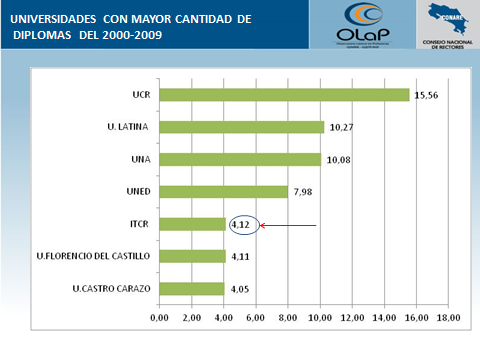 UNIVERSIDADES CON MAYOR CANTIDAD DE
DIPLOMAS DEL 2000-2009
OLaP
CONARE
CONSEJO NACIONAL
DE RECTORES
UCR 15,56
U. LATINA 10,27
UNA 10,08
UNED 7,98
ITCR 4,12
U.FLORENCIO DEL CASTILLO 4,11
U.CASTRO CARAZO 4,05
0,00 2,00 4,00 6,00 8,00 10,00 12,00 14,00 16,00 18,00